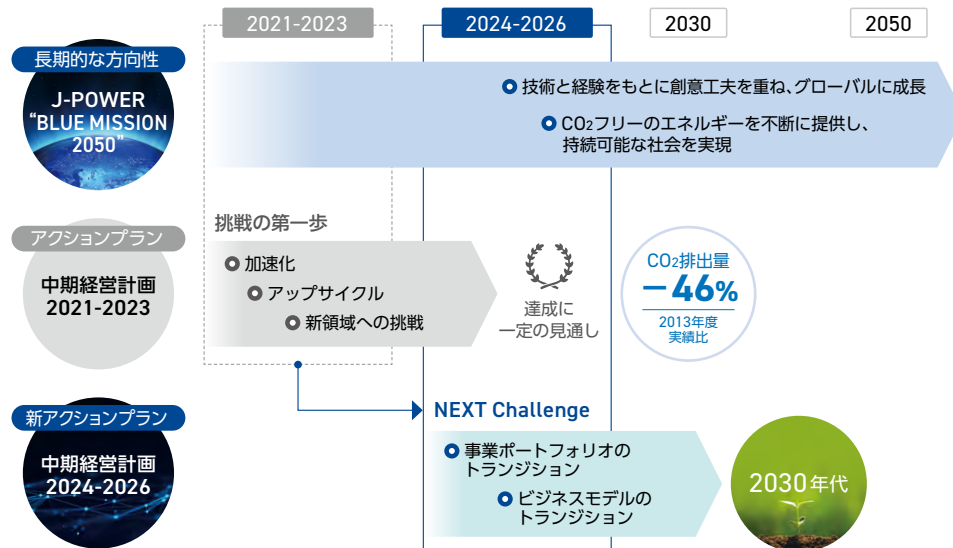 2021-2023
2024-2026
2030
2050
長期的な方向性
J-POWER
“BLUE MISSION
2050”
技術と経験をもとに創意工夫を重ね、グローバルに成長
CO₂フリーのエネルギーを不断に提供し、
持続可能な社会を実現
アクションプラン
中期経営計画
2021-2023
挑戦の第一歩
加速化
アップサイクル
新領域への挑戦
達成に
一定の見通し
CO₂排出量
−46%
2013年度
実績比
新アクションプラン
中期経営計画
2024-2026
NEXT Challenge
事業ポートフォリオの
トランジション
ビジネスモデルの
トランジション
2030年代